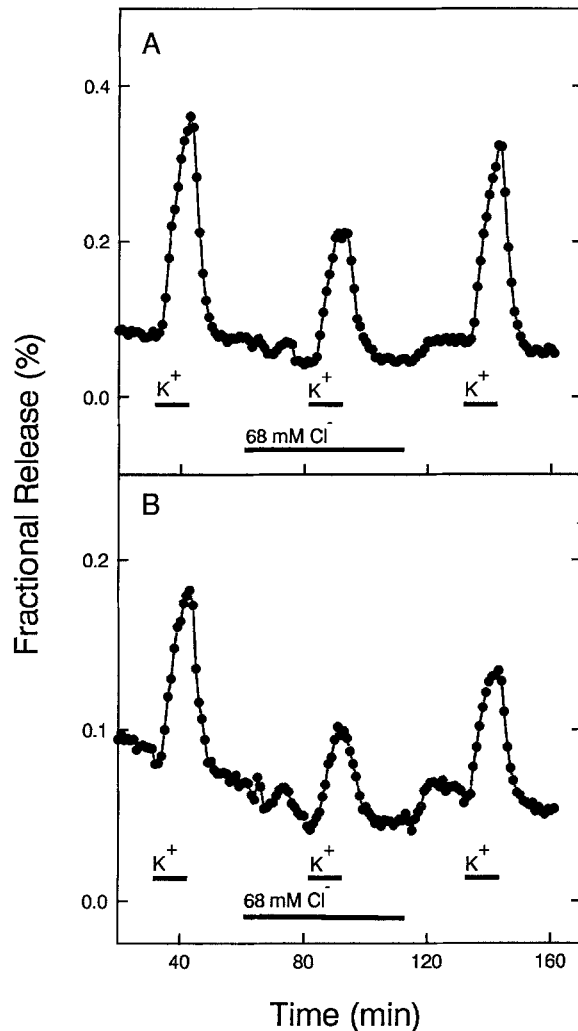 A
0.4
0.2
0.0
K+
K+
K+
68 mM Cl-
B
0.2
0.1
0.0
K+
K+
K+
68 mM Cl-
40
80
120
160
Time (min)
Fractional Release (%)